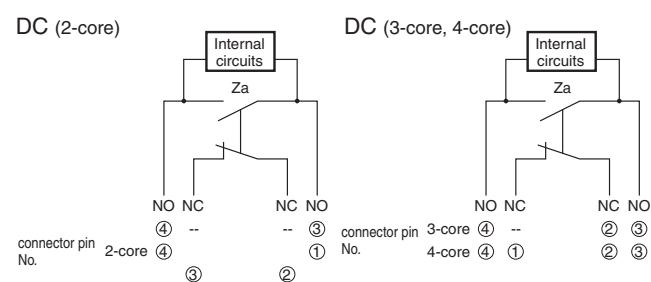 DC (2-core)
DC (3-core, 4-core)
Internal
circuits
Internal
circuits
Za
Za
NO NC NC NO
NO NC NC NO
④ -- -- ③
connector pin
No.
2-core ④ ①
③ ②
connector pin
No.
3-core ④ -- ② ③
4-core ④ ① ② ③